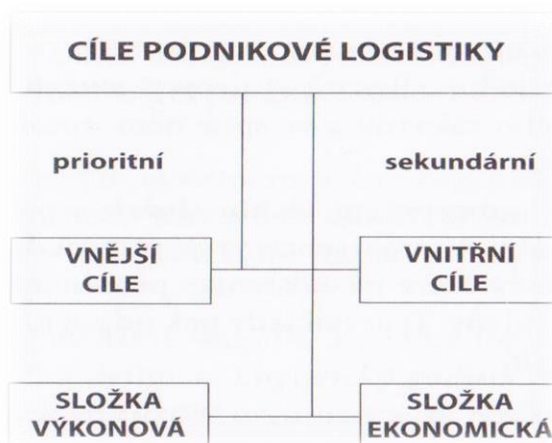 CÍLE PODNIKOVÉ LOGISTIKY
prioritní
sekundární
VNĚJŠÍ
CÍLE
VNITŘNÍ
CÍLE
SLOŽKA
VÝKONOVÁ
SLOŽKA
EKONOMICKÁ